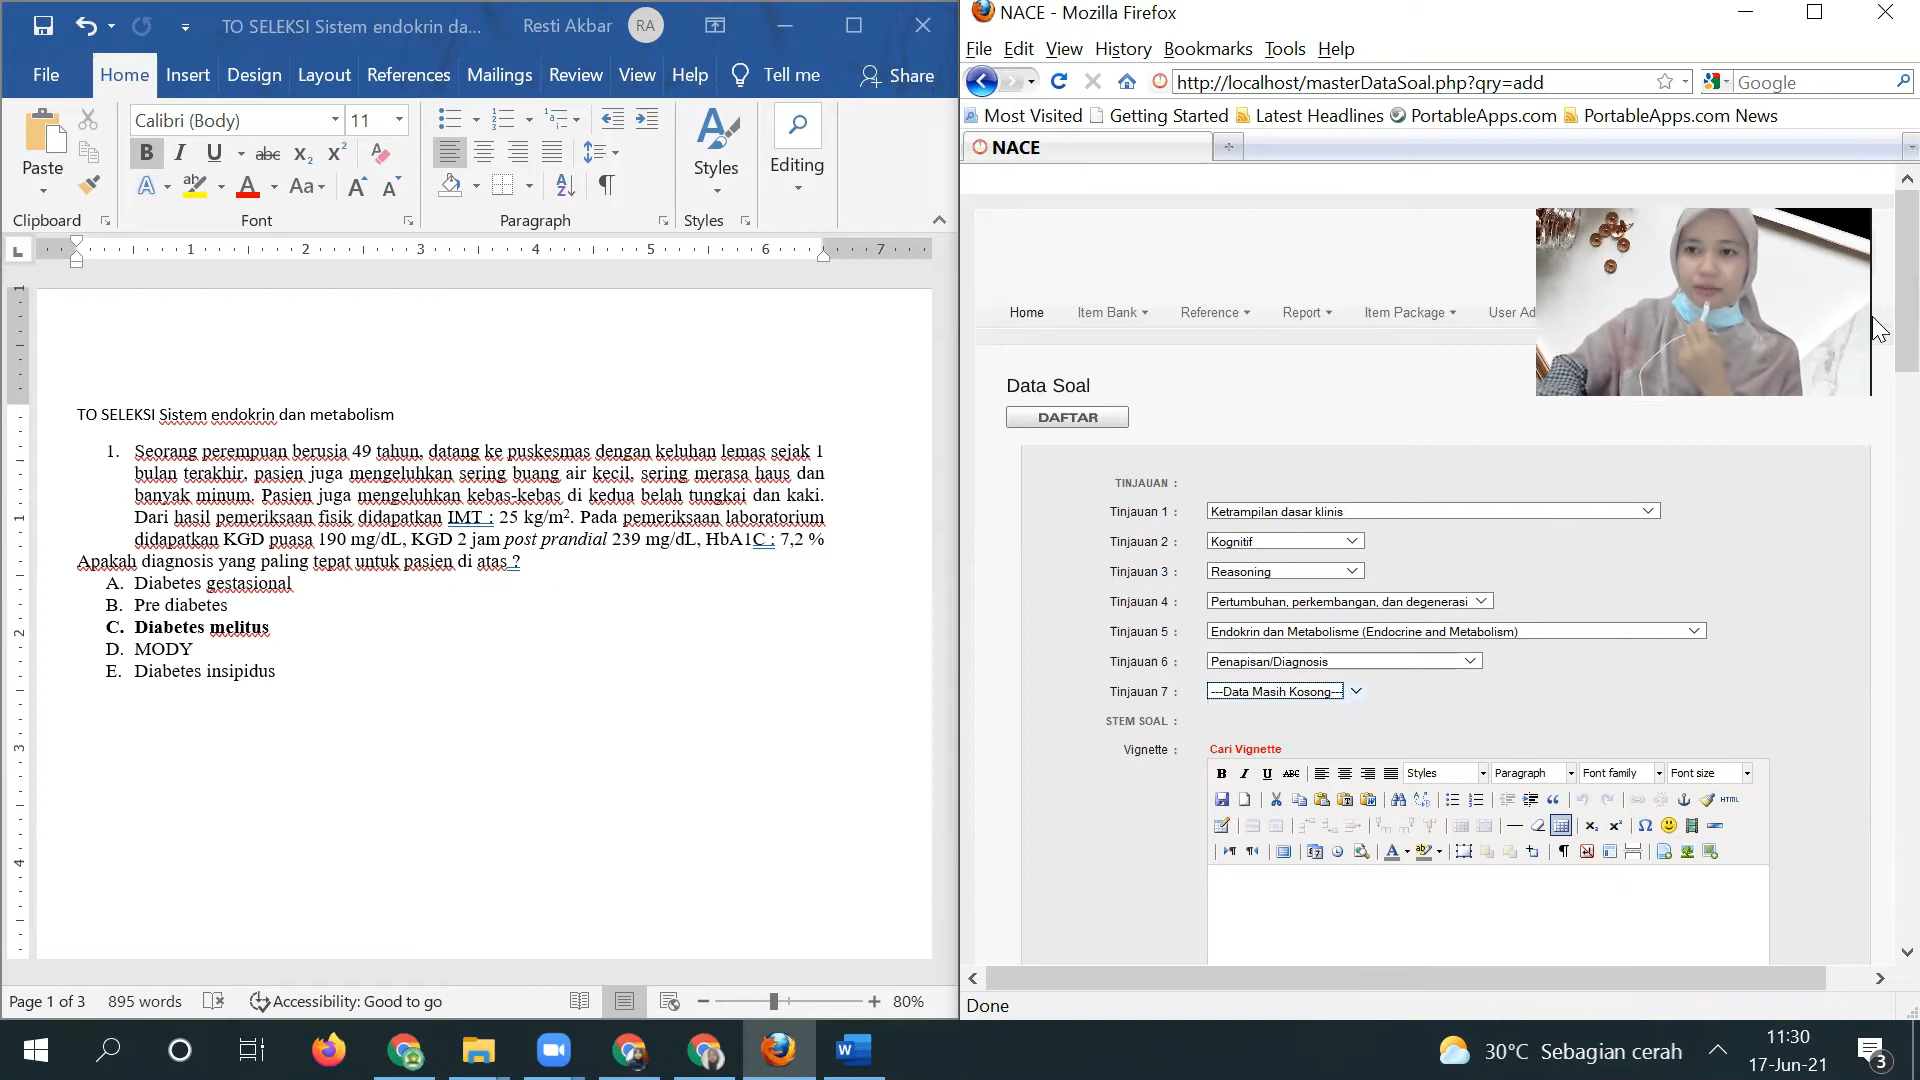 TO SELEKSI Sistem endokrin da...
Resti Akbar
RA
File
Home
Insert
Design
Layout
References
Mailings
Review
View
Help
Tell me
Share
Calibri (Body)
11
Paste
Styles
Editing
Clipboard
Font
Paragraph
Styles
1 2 3 4 5 6 7
TO SELEKSI Sistem endokrin dan metabolism
1. Seorang perempuan berusia 49 tahun, datang ke puskesmas dengan keluhan lemas sejak 1
bulan terakhir, pasien juga mengeluhkan sering buang air kecil, sering merasa haus dan
banyak minum. Pasien juga mengeluhkan kebas-kebas di kedua belah tungkai dan kaki.
Dari hasil pemeriksaan fisik didapatkan IMT : 25 kg/m². Pada pemeriksaan laboratorium
didapatkan KGD puasa 190 mg/dL, KGD 2 jam post prandial 239 mg/dL, HbA1C : 7,2 %
Apakah diagnosis yang paling tepat untuk pasien di atas ?
A. Diabetes gestasional
B. Pre diabetes
C. Diabetes melitus
D. MODY
E. Diabetes insipidus
Page 1 of 3
895 words
Accessibility: Good to go
80%
NACE - Mozilla Firefox
File Edit View History Bookmarks Tools Help
http://localhost/masterDataSoal.php?qry=add
Google
Most Visited
Getting Started
Latest Headlines
PortableApps.com
PortableApps.com News
NACE
Home
Item Bank
Reference
Report
Item Package
User Ad
Data Soal
DAFTAR
TINJAUAN :
Tinjauan 1 : Ketrampilan dasar klinis
Tinjauan 2 : Kognitif
Tinjauan 3 : Reasoning
Tinjauan 4 : Pertumbuhan, perkembangan, dan degenerasi
Tinjauan 5 : Endokrin dan Metabolisme (Endocrine and Metabolism)
Tinjauan 6 : Penapisan/Diagnosis
Tinjauan 7 : ---Data Masih Kosong---
STEM SOAL :
Vignette : Cari Vignette
B I U ABC Styles Paragraph Font family Font size
HTML
Done
30°C Sebagian cerah
11:30
17-Jun-21
3